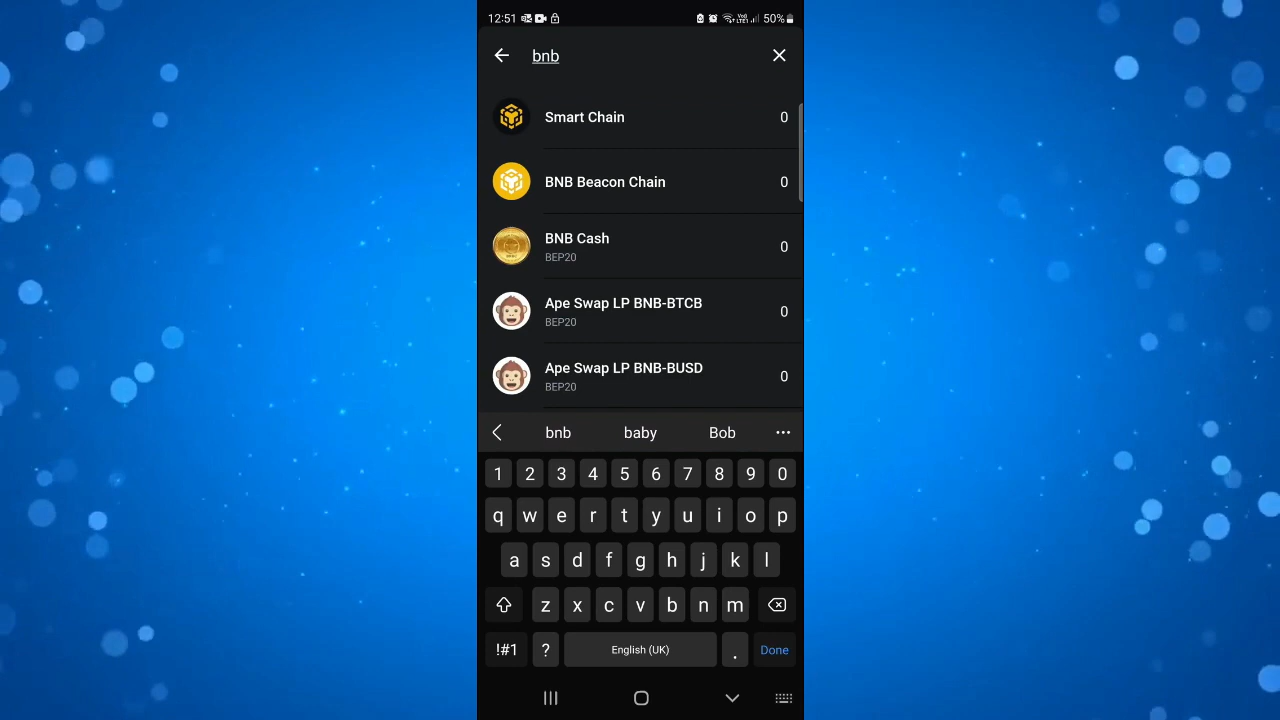 12:51 50%
bnb
Smart Chain 0
BNB Beacon Chain 0
BNB Cash
BEP20
0
Ape Swap LP BNB-BTCB
BEP20
0
Ape Swap LP BNB-BUSD
BEP20
0
bnb baby Bob
1 2 3 4 5 6 7 8 9 0
q w e r t y u i o p
a s d f g h j k l
z x c v b n m
!#1 ? English (UK) . Done